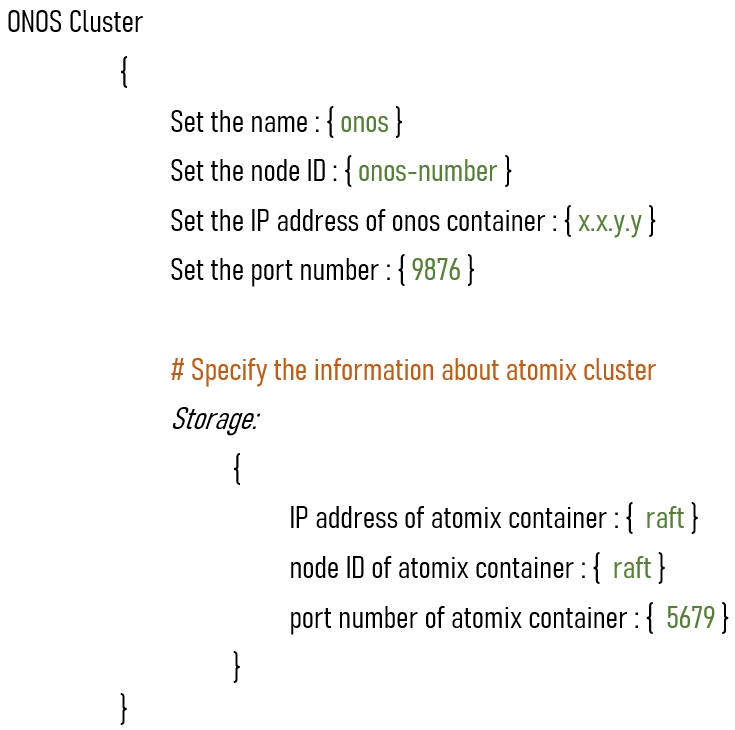 ONOS Cluster
{
Set the name : { onos }
Set the node ID : { onos-number }
Set the IP address of onos container : { x.x.y.y }
Set the port number : { 9876 }
# Specify the information about atomix cluster
Storage:
{
IP address of atomix container : { raft }
node ID of atomix container : { raft }
port number of atomix container : { 5679 }
}
}